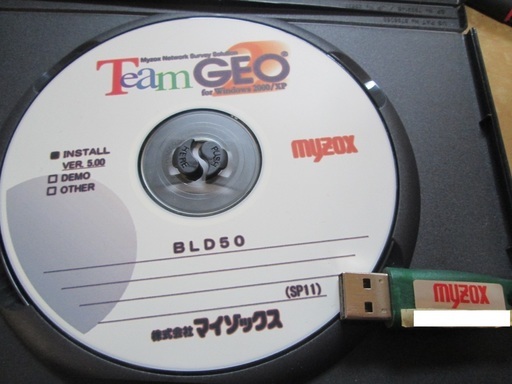 Myzox Network Survey Solution
TeamGEO
for Windows 2000/XP
myzox
■ INSTALL
VER. 5.00
□ DEMO
□ OTHER
PUSH
BLD50
(SP11)
株式会社マイゾックス
myzox